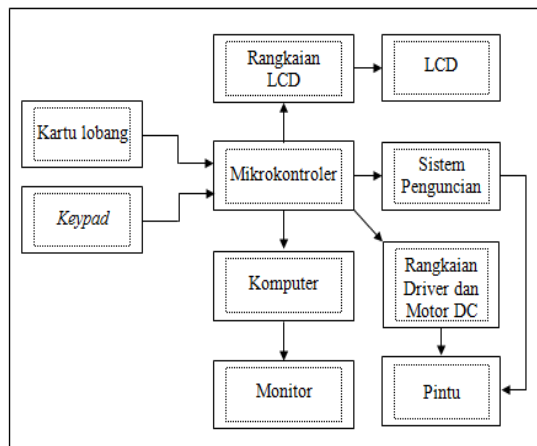 Rangkaian
LCD
LCD
Kartu lobang
Mikrokontroler
Sistem
Penguncian
Keypad
Komputer
Rangkaian
Driver dan
Motor DC
Monitor
Pintu